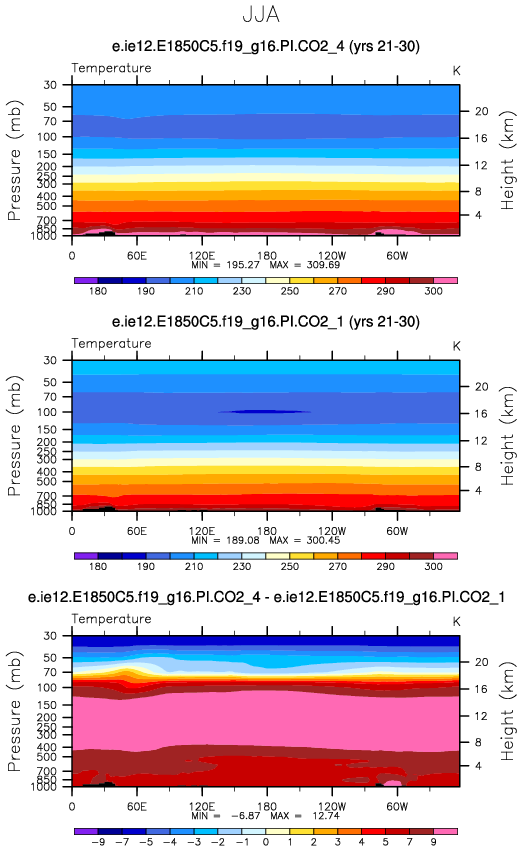 JJA
e.ie12.E1850C5.f19_g16.PI.CO2_4 (yrs 21-30)
Temperature K
Pressure (mb)
30
50
70
100
150
200
250
300
400
500
700
850
1000
20
16
12
8
4
Height (km)
0 60E 120E 180 120W 60W
MIN = 195.27 MAX = 309.69
180 190 210 230 250 270 290 300
e.ie12.E1850C5.f19_g16.PI.CO2_1 (yrs 21-30)
Temperature K
Pressure (mb)
30
50
70
100
150
200
250
300
400
500
700
850
1000
20
16
12
8
4
Height (km)
0 60E 120E 180 120W 60W
MIN = 189.08 MAX = 300.45
180 190 210 230 250 270 290 300
e.ie12.E1850C5.f19_g16.PI.CO2_4 - e.ie12.E1850C5.f19_g16.PI.CO2_1
Temperature K
Pressure (mb)
30
50
70
100
150
200
250
300
400
500
700
850
1000
20
16
12
8
4
Height (km)
0 60E 120E 180 120W 60W
MIN = -6.87 MAX = 12.74
-9 -7 -5 -4 -3 -2 -1 0 1 2 3 4 5 7 9